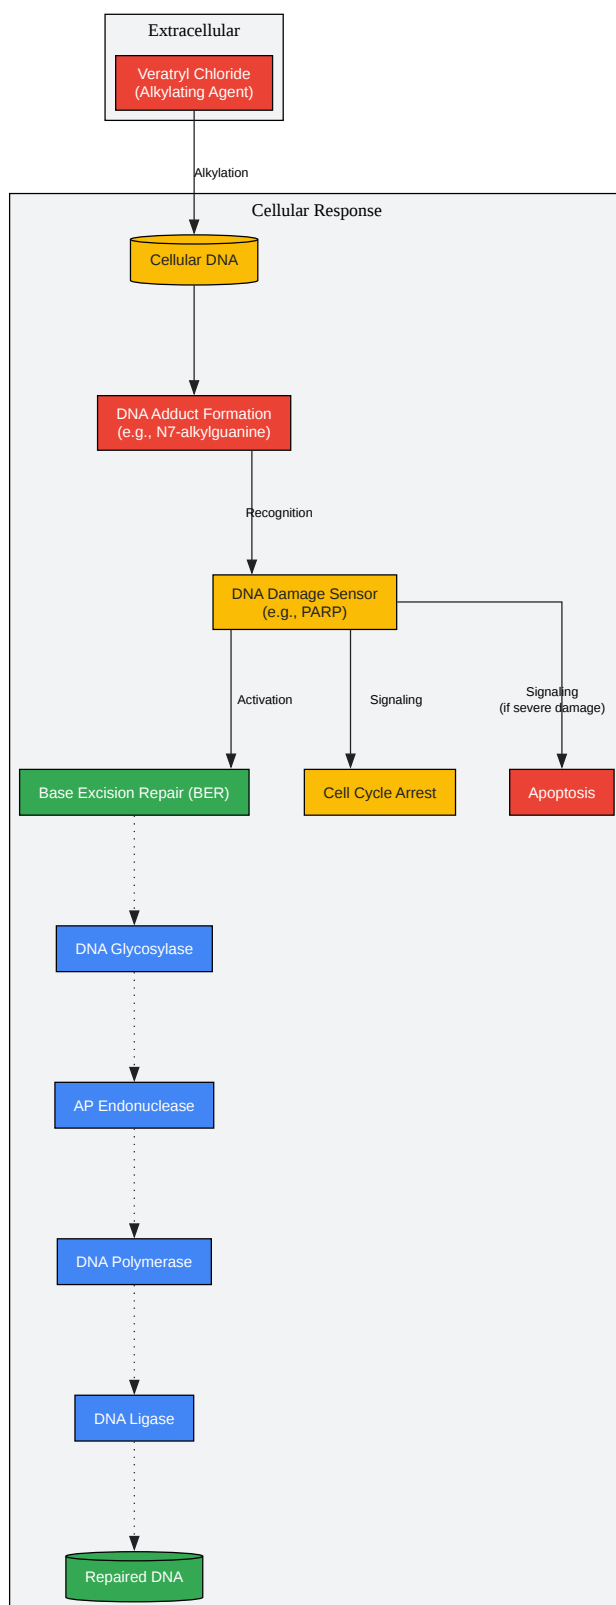 Extracellular
Veratryl Chloride
(Alkylating Agent)
Alkylation
Cellular Response
Cellular DNA
DNA Adduct Formation
(e.g., N7-alkylguanine)
Recognition
DNA Damage Sensor
(e.g., PARP)
Activation
Signaling
Signaling
(if severe damage)
Base Excision Repair (BER)
Cell Cycle Arrest
Apoptosis
DNA Glycosylase
AP Endonuclease
DNA Polymerase
DNA Ligase
Repaired DNA